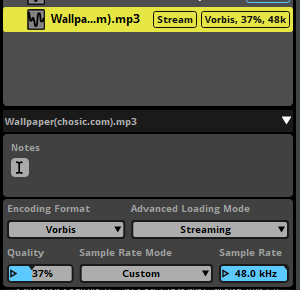 Wallpa...m).mp3 Stream Vorbis, 37%, 48k
Wallpaper(chosic.com).mp3
Notes
Encoding Format Advanced Loading Mode
Vorbis Streaming
Quality Sample Rate Mode Sample Rate
37% Custom 48.0 kHz